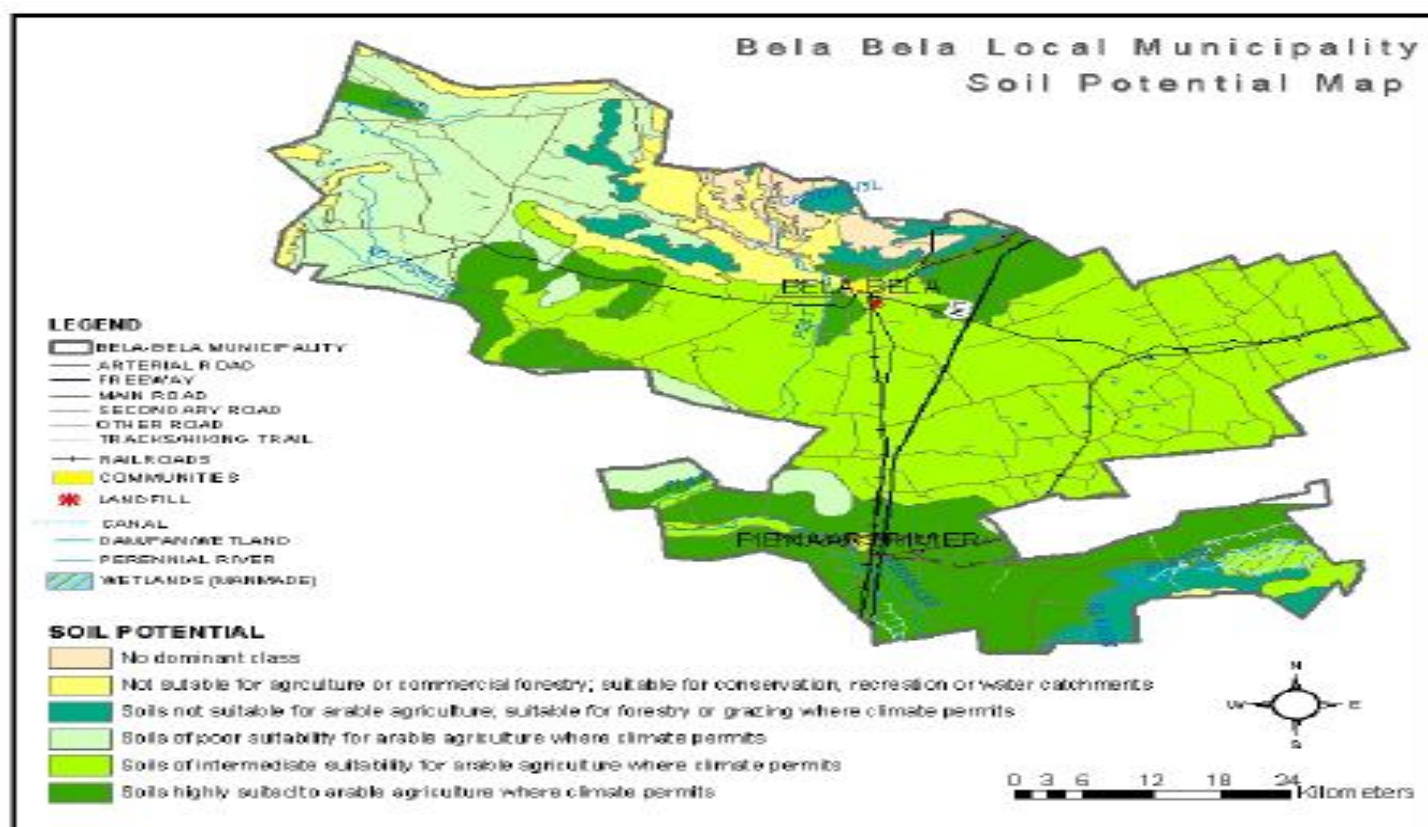 Bela Bela Local Municipality
Soil Potential Map
BELA BELA
N1
LEGEND
BELA-BELA MUNICIPALITY
ARTERIAL ROAD
FREEWAY
MAIN ROAD
SECONDARY ROAD
OTHER ROAD
TRACKS/HIKING TRAIL
RAILROADS
COMMUNITIES
LANDFILL
CANAL
DAM/PAN/WETLAND
PERENNIAL RIVER
WETLANDS (MANMADE)
SOIL POTENTIAL
No dominant class
Not suitable for agriculture or commercial forestry; suitable for conservation, recreation or water catchments
Soils not suitable for arable agriculture; suitable for forestry or grazing where climate permits
Soils of poor suitability for arable agriculture where climate permits
Soils of intermediate suitability for arable agriculture where climate permits
Soils highly suited to arable agriculture where climate permits
N
W E
S
0 3 6 12 18 24
Kilometers